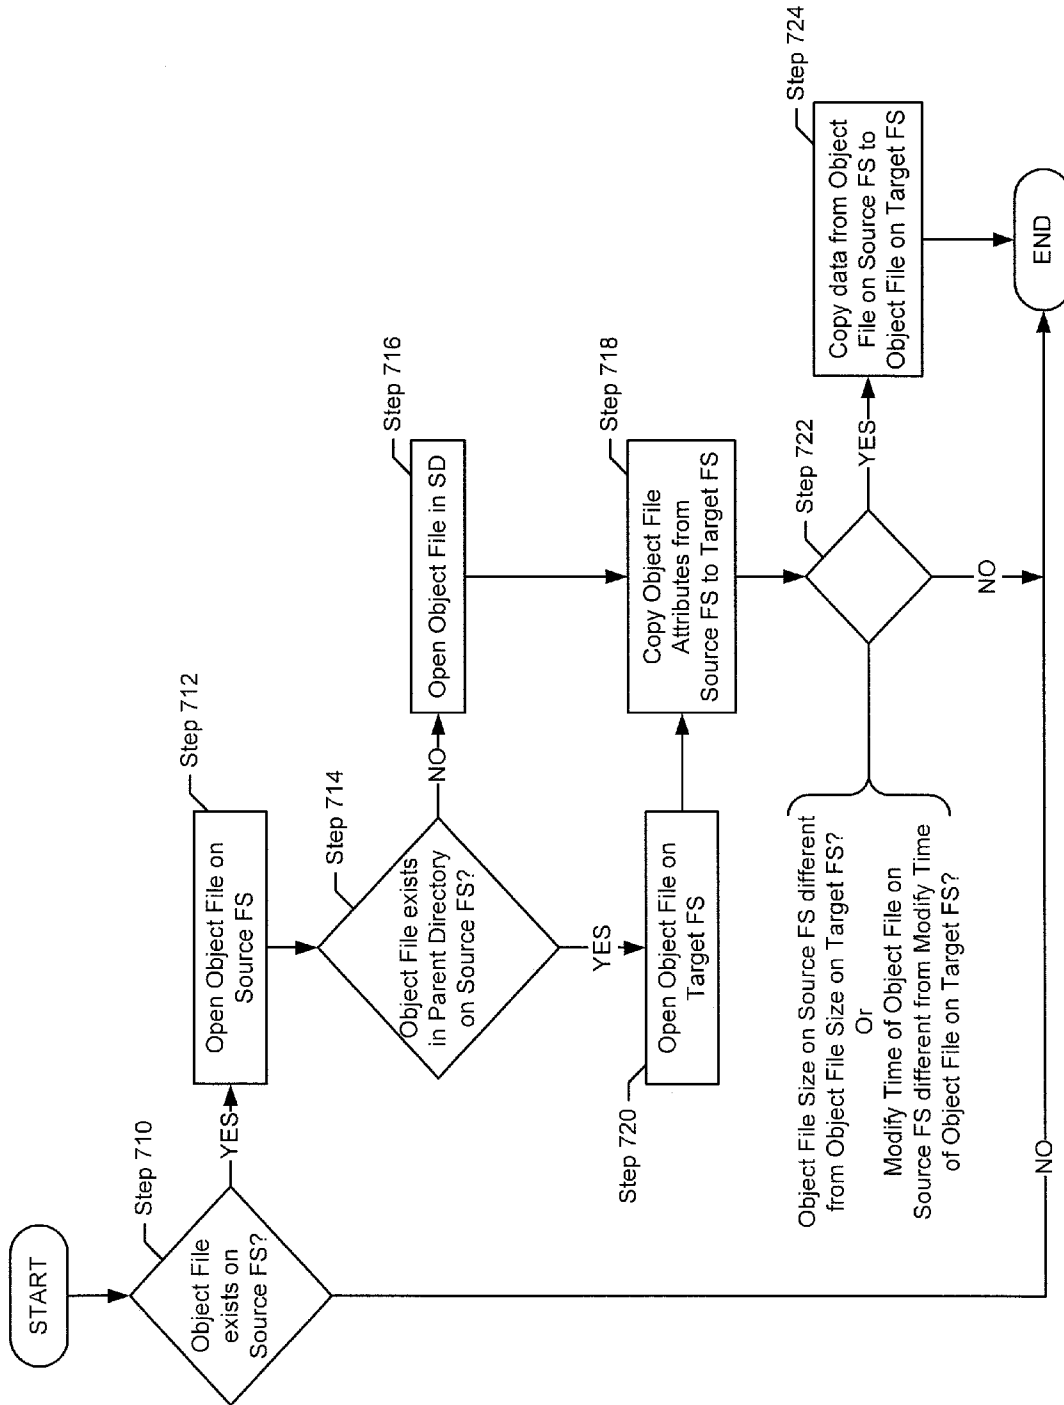 START
Step 710
Object File
exists on
Source FS?
YES
Step 712
Open Object File on
Source FS
Step 714
Object File exists
in Parent Directory
on Source FS?
NO
Step 716
Open Object File in SD
YES
Step 720
Open Object File on
Target FS
Step 718
Copy Object File
Attributes from
Source FS to Target FS
Step 722
Object File Size on Source FS different
from Object File Size on Target FS?
Or
Modify Time of Object File on
Source FS different from Modify Time
of Object File on Target FS?
YES
Step 724
Copy data from Object
File on Source FS to
Object File on Target FS
NO
NO
END